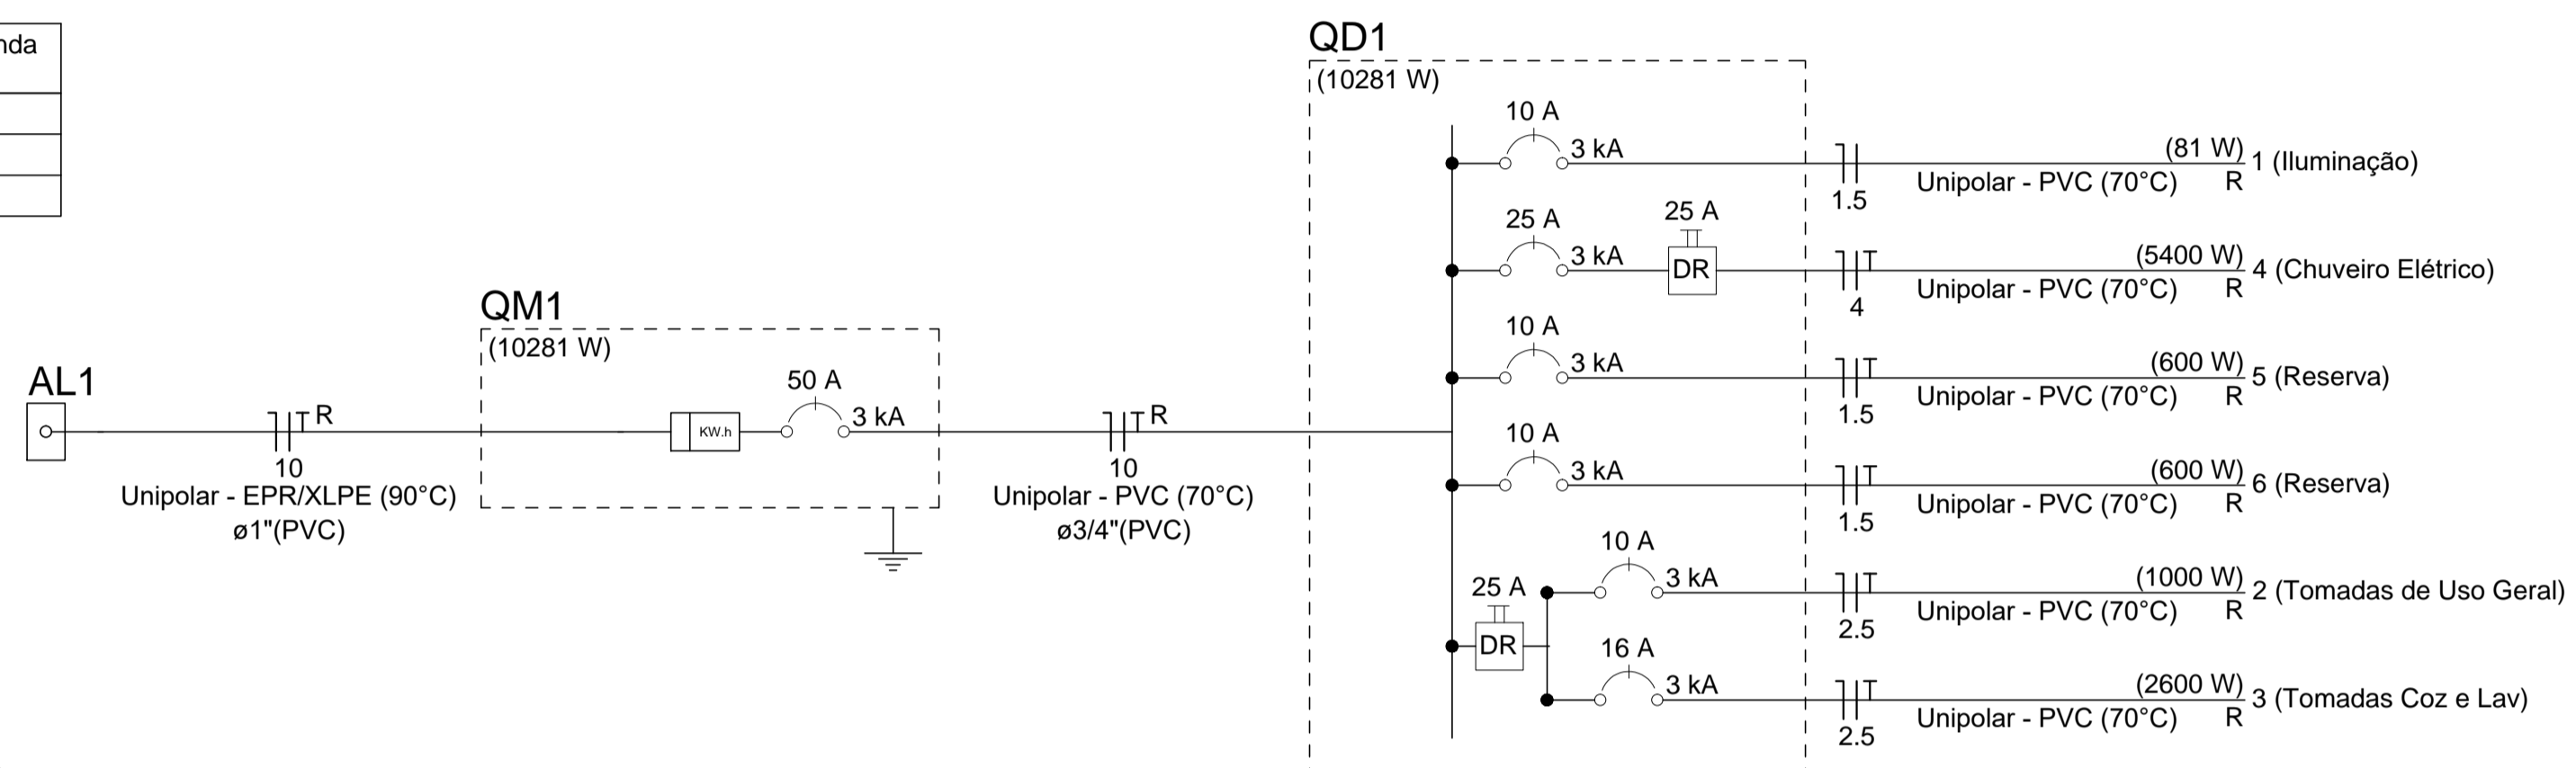 nda
AL1
R
10
Unipolar - EPR/XLPE (90°C)
ø1"(PVC)
QM1
(10281 W)
KW.h
50 A
3 kA
R
10
Unipolar - PVC (70°C)
ø3/4"(PVC)
QD1
(10281 W)
10 A
3 kA
1.5
(81 W)
Unipolar - PVC (70°C) R
1 (Iluminação)
25 A
3 kA
25 A
DR
4
(5400 W)
Unipolar - PVC (70°C) R
4 (Chuveiro Elétrico)
10 A
3 kA
1.5
(600 W)
Unipolar - PVC (70°C) R
5 (Reserva)
10 A
3 kA
1.5
(600 W)
Unipolar - PVC (70°C) R
6 (Reserva)
25 A
DR
10 A
3 kA
2.5
(1000 W)
Unipolar - PVC (70°C) R
2 (Tomadas de Uso Geral)
16 A
3 kA
2.5
(2600 W)
Unipolar - PVC (70°C) R
3 (Tomadas Coz e Lav)